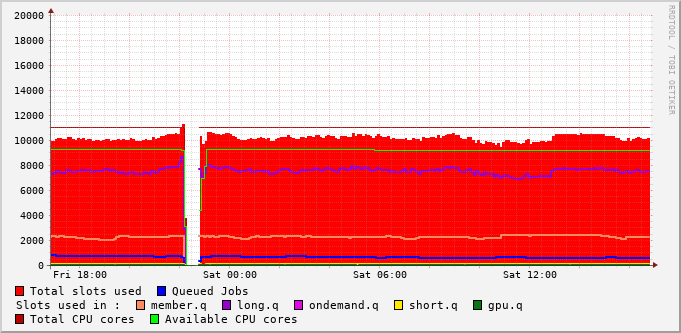 20000
18000
16000
14000
12000
10000
8000
6000
4000
2000
0
Fri 18:00 Sat 00:00 Sat 06:00 Sat 12:00
RRDTOOL / TOBI OETIKER
Total slots used Queued Jobs
Slots used in : member.q long.q ondemand.q short.q gpu.q
Total CPU cores Available CPU cores